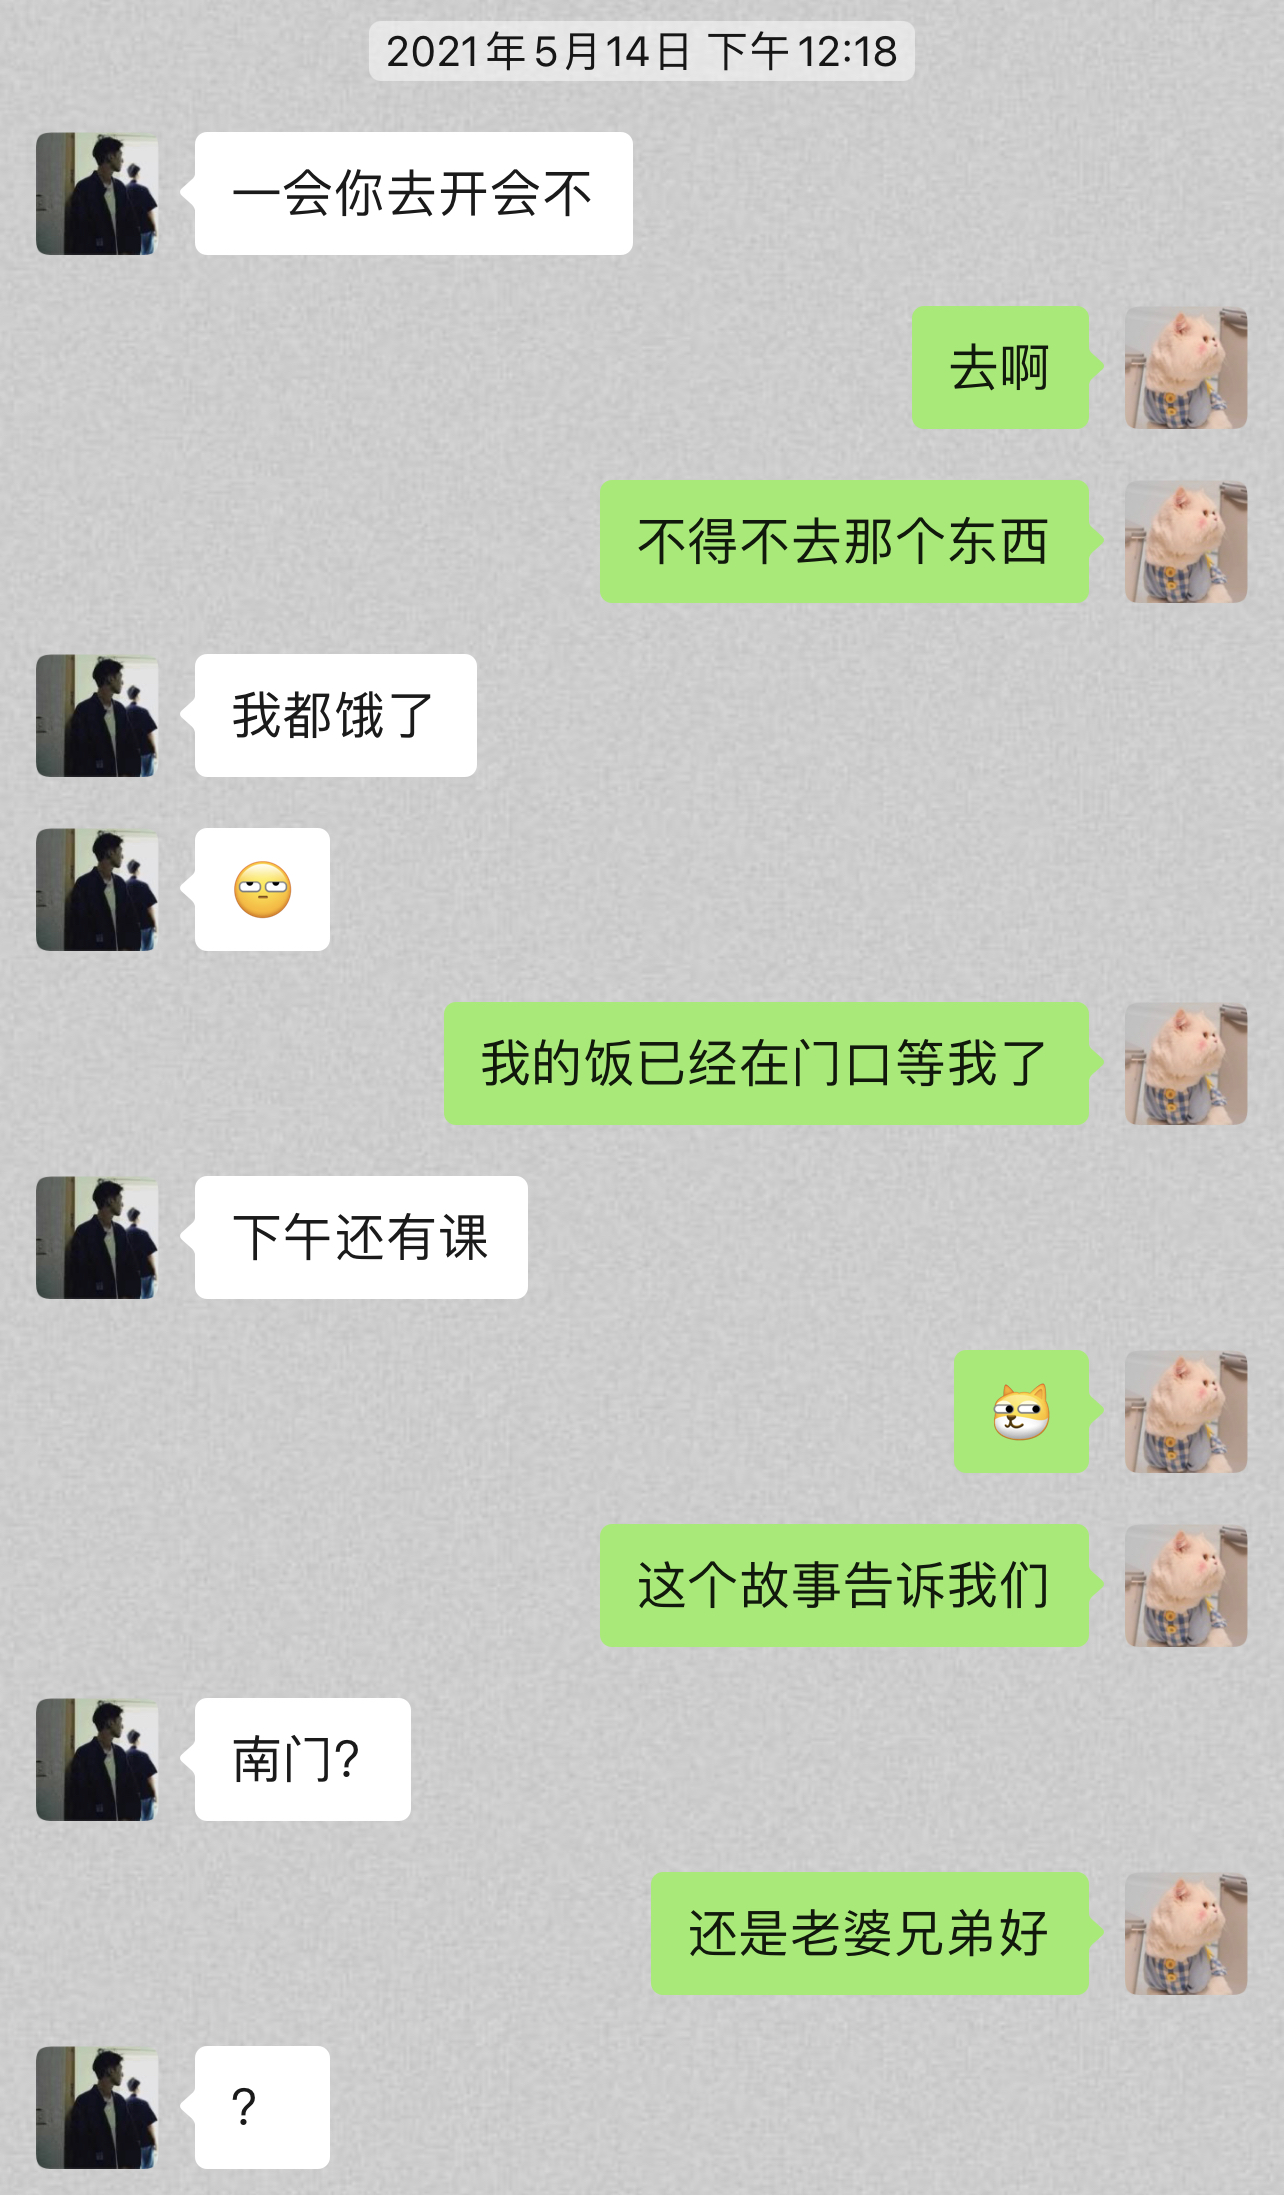 2021年5月14日 下午12:18
一会你去开会不
去啊
不得不去那个东西
我都饿了
我的饭已经在门口等我了
下午还有课
这个故事告诉我们
南门?
还是老婆兄弟好
?